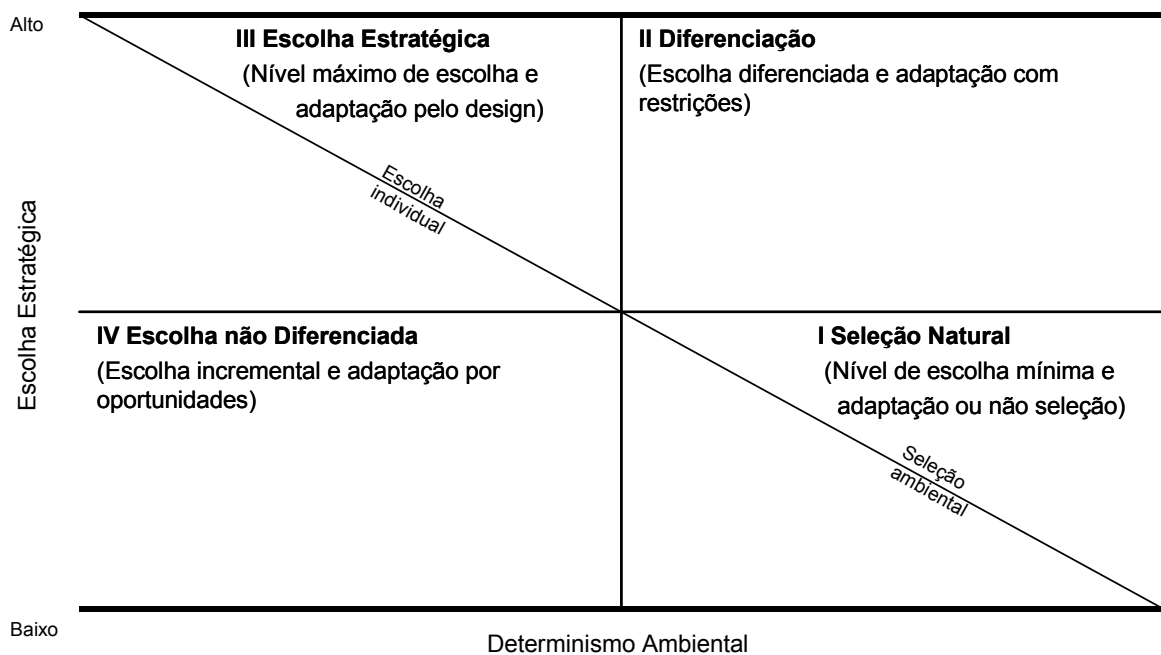 Alto
III Escolha Estratégica
(Nível máximo de escolha e
adaptação pelo design)
II Diferenciação
(Escolha diferenciada e adaptação com
restrições)
Escolha
individual
Escolha Estratégica
IV Escolha não Diferenciada
(Escolha incremental e adaptação por
oportunidades)
I Seleção Natural
(Nível de escolha mínima e
adaptação ou não seleção)
Seleção
ambiental
Baixo
Determinismo Ambiental